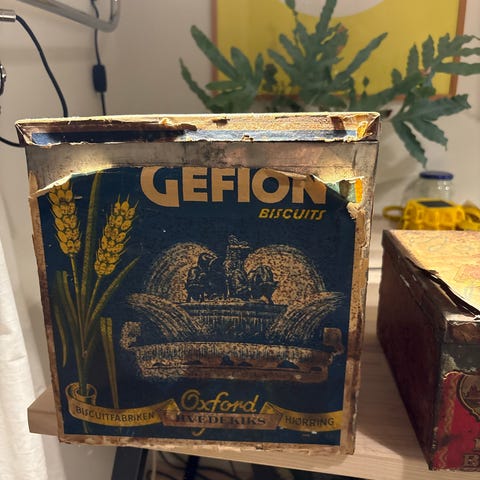 GEFION
BISCUITS
Oxford
HVEDEKIKS
BISCUITFABRIKEN
HJØRRING